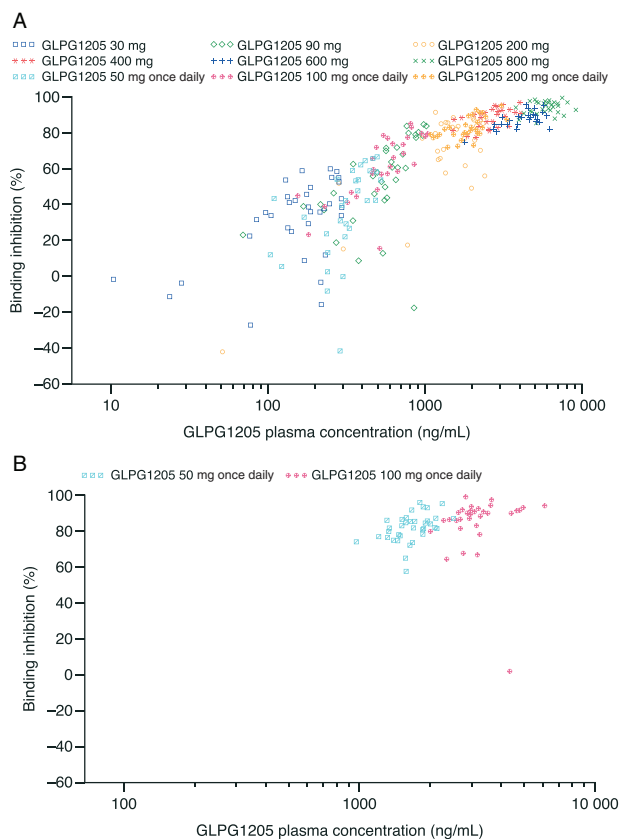 A
GLPG1205 30 mg GLPG1205 90 mg GLPG1205 200 mg
GLPG1205 400 mg GLPG1205 600 mg GLPG1205 800 mg
GLPG1205 50 mg once daily GLPG1205 100 mg once daily GLPG1205 200 mg once daily
100
80
60
40
20
0
−20
−40
−60
Binding inhibition (%)
10 100 1000 10 000
GLPG1205 plasma concentration (ng/mL)
B
GLPG1205 50 mg once daily GLPG1205 100 mg once daily
100
80
60
40
20
0
−20
−40
−60
Binding inhibition (%)
100 1000 10 000
GLPG1205 plasma concentration (ng/mL)